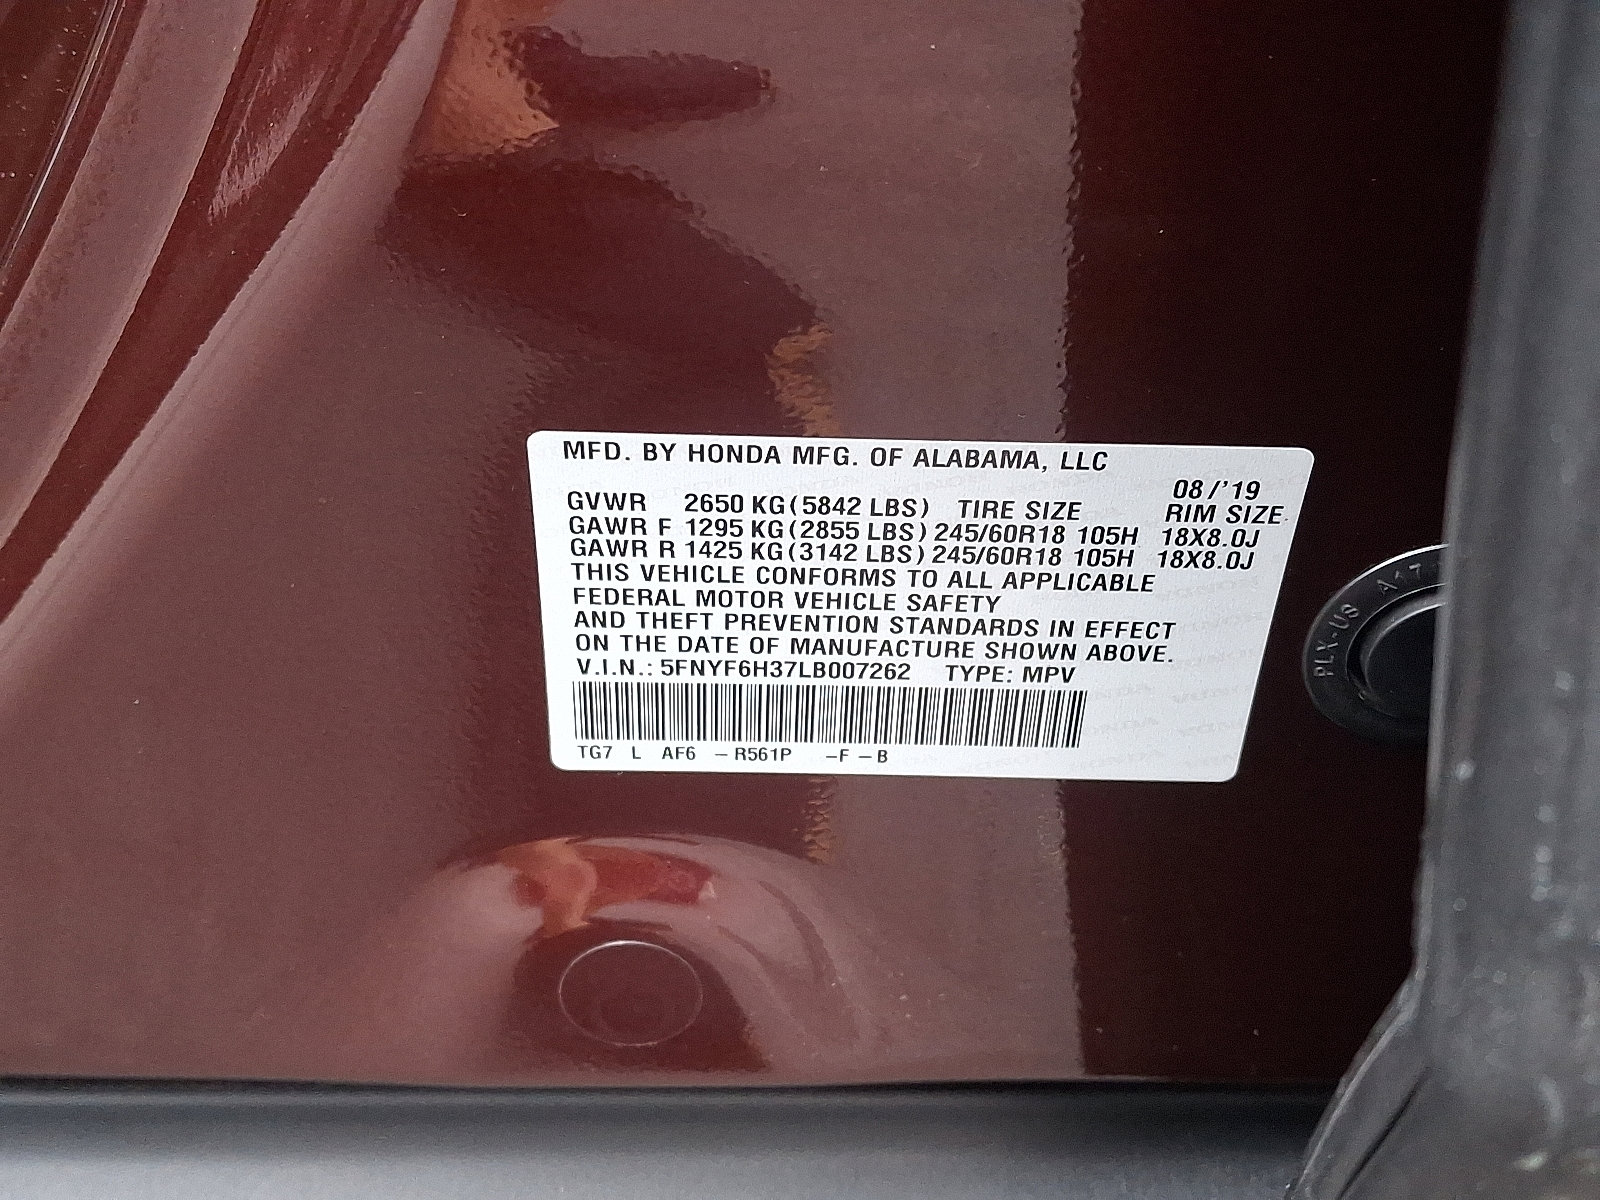 MFD. BY HONDA MFG. OF ALABAMA, LLC
08/'19
GVWR 2650 KG(5842 LBS) TIRE SIZE RIM SIZE
GAWR F 1295 KG(2855 LBS) 245/60R18 105H 18X8.0J
GAWR R 1425 KG(3142 LBS) 245/60R18 105H 18X8.0J
THIS VEHICLE CONFORMS TO ALL APPLICABLE
FEDERAL MOTOR VEHICLE SAFETY
AND THEFT PREVENTION STANDARDS IN EFFECT
ON THE DATE OF MANUFACTURE SHOWN ABOVE.
V.I.N.: 5FNYF6H37LB007262 TYPE: MPV
TG7 L AF6 -R561P -F -B
PLX-US